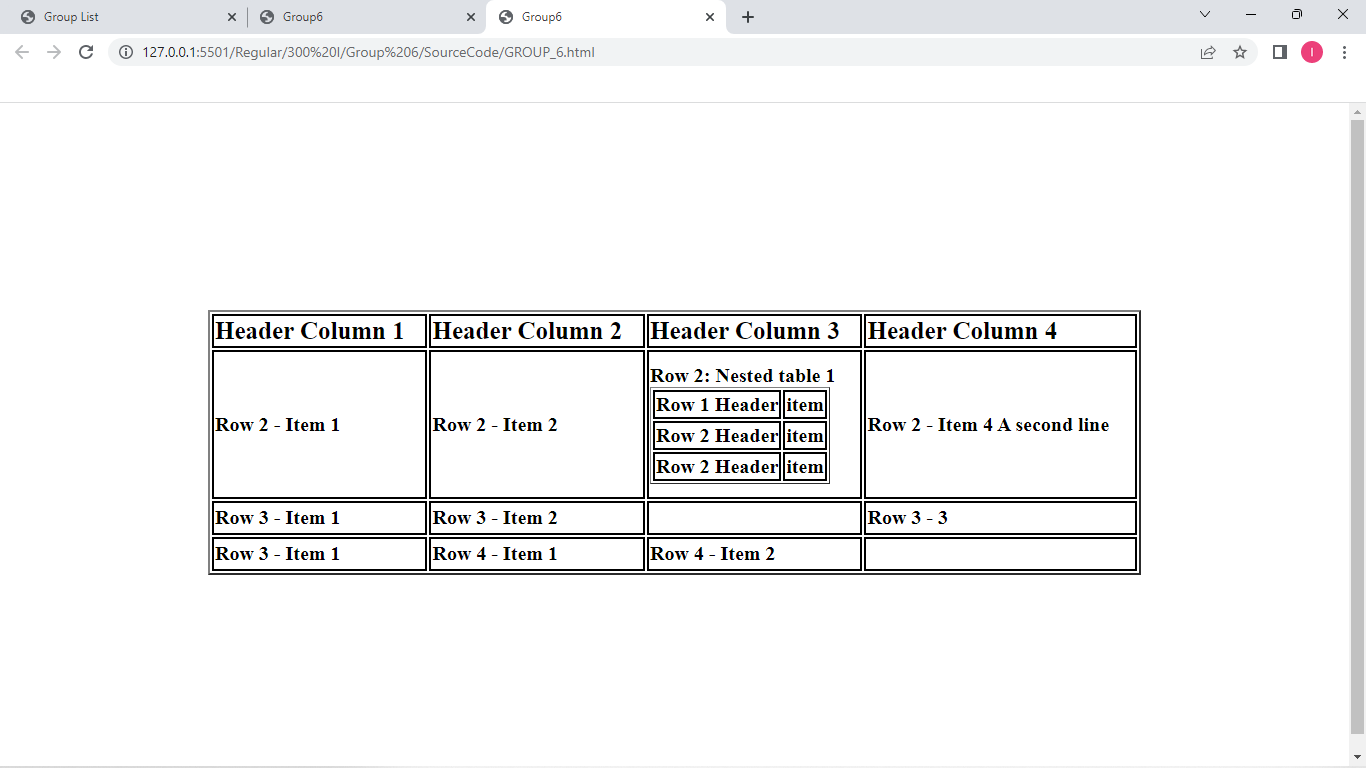 Group List
Group6
Group6
127.0.0.1:5501/Regular/300%20I/Group%206/SourceCode/GROUP_6.html
I
Header Column 1 Header Column 2 Header Column 3 Header Column 4
Row 2 - Item 1 Row 2 - Item 2 Row 2: Nested table 1
Row 1 Header item
Row 2 Header item
Row 2 Header item
Row 2 - Item 4 A second line
Row 3 - Item 1 Row 3 - Item 2 Row 3 - 3
Row 3 - Item 1 Row 4 - Item 1 Row 4 - Item 2